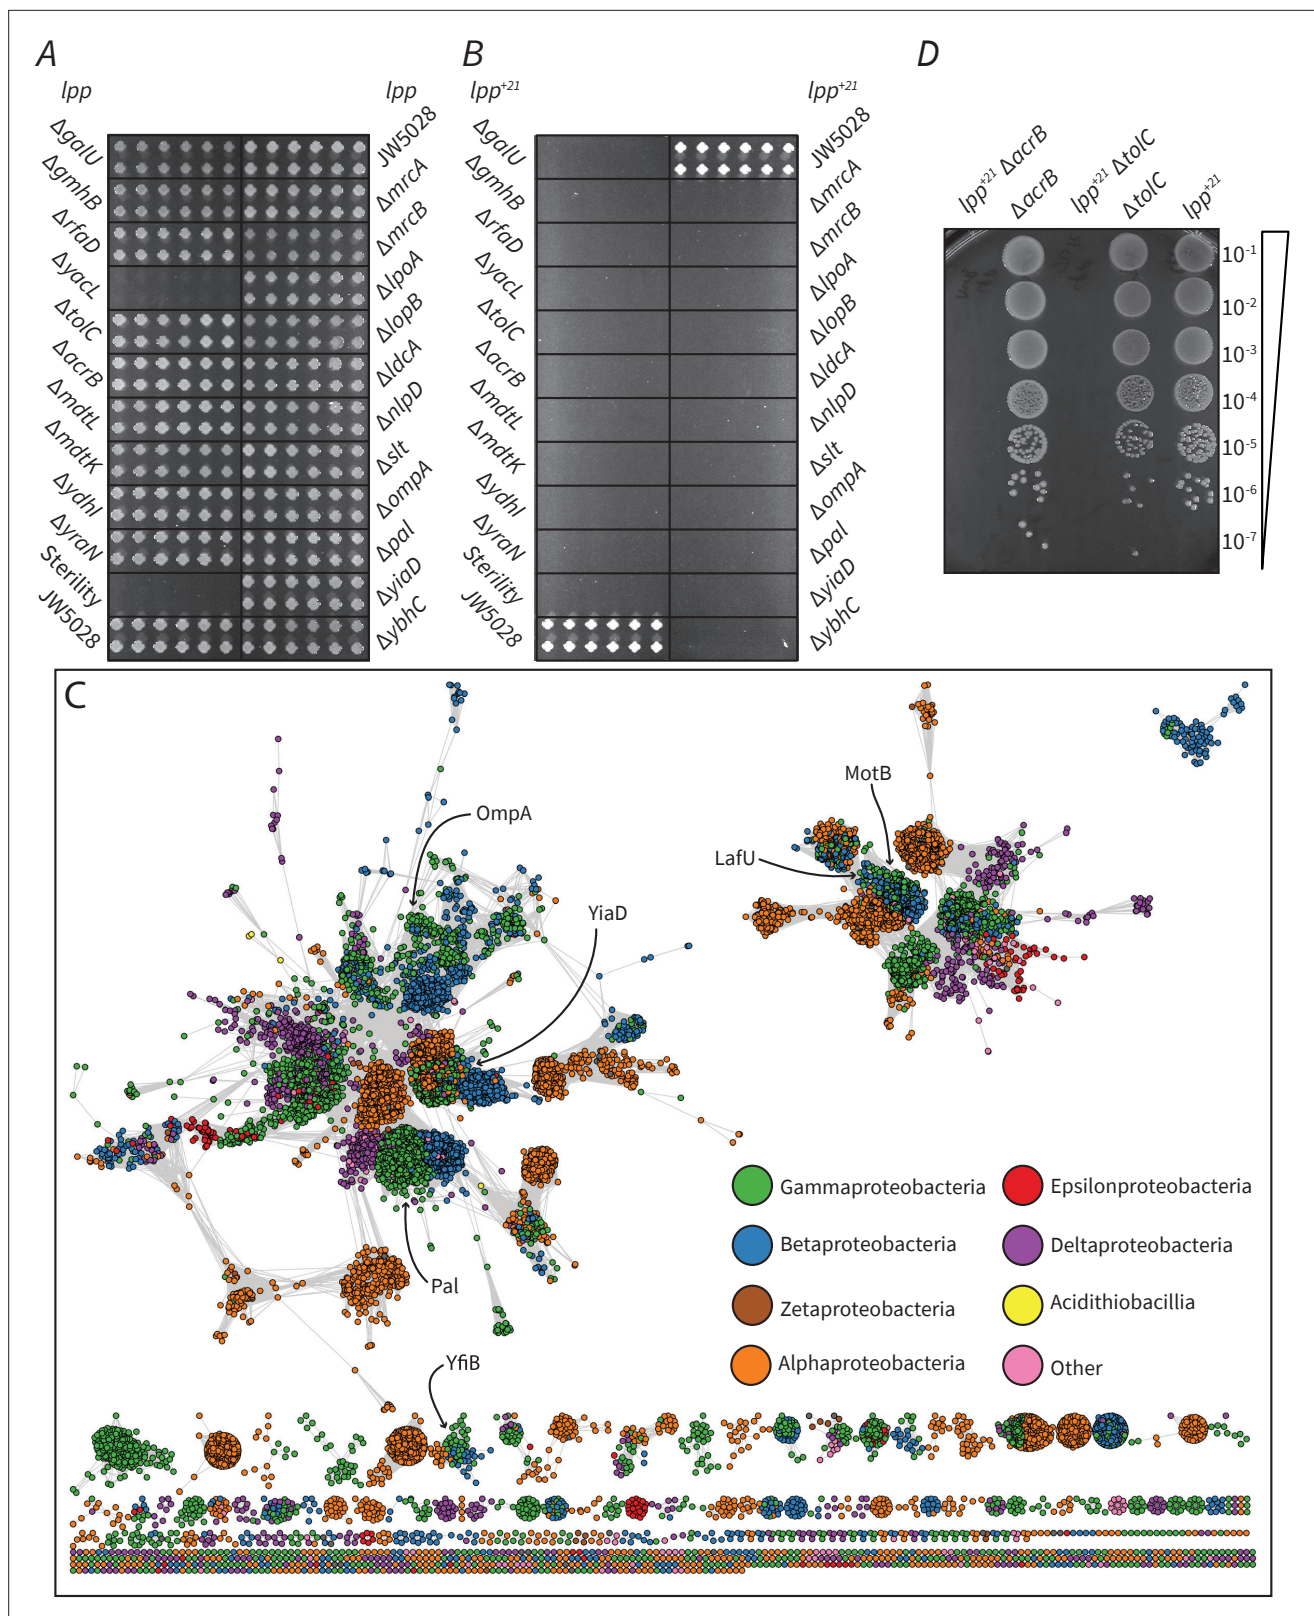 A
B
D
lpp
lpp
lpp+21
lpp+21
ΔgalU
ΔgmhB
ΔrfaD
ΔyacL
ΔtolC
ΔacrB
ΔmdtL
ΔmdtK
ΔydhI
ΔyraN
Sterility
JW5028
JW5028
ΔmrcA
ΔmrcB
ΔlpoA
ΔlopB
ΔldcA
ΔnlpD
Δslt
ΔompA
Δpal
ΔyiaD
ΔybhC
ΔgalU
ΔgmhB
ΔrfaD
ΔyacL
ΔtolC
ΔacrB
ΔmdtL
ΔmdtK
ΔydhI
ΔyraN
Sterility
JW5028
JW5028
ΔmrcA
ΔmrcB
ΔlpoA
ΔlopB
ΔldcA
ΔnlpD
Δslt
ΔompA
Δpal
ΔyiaD
ΔybhC
lpp+21 ΔacrB
ΔacrB
lpp+21 ΔtolC
ΔtolC
lpp+21
10-1
10-2
10-3
10-4
10-5
10-6
10-7
C
OmpA
YiaD
MotB
LafU
Pal
YfiB
Gammaproteobacteria
Betaproteobacteria
Zetaproteobacteria
Alphaproteobacteria
Epsilonproteobacteria
Deltaproteobacteria
Acidithiobacillia
Other